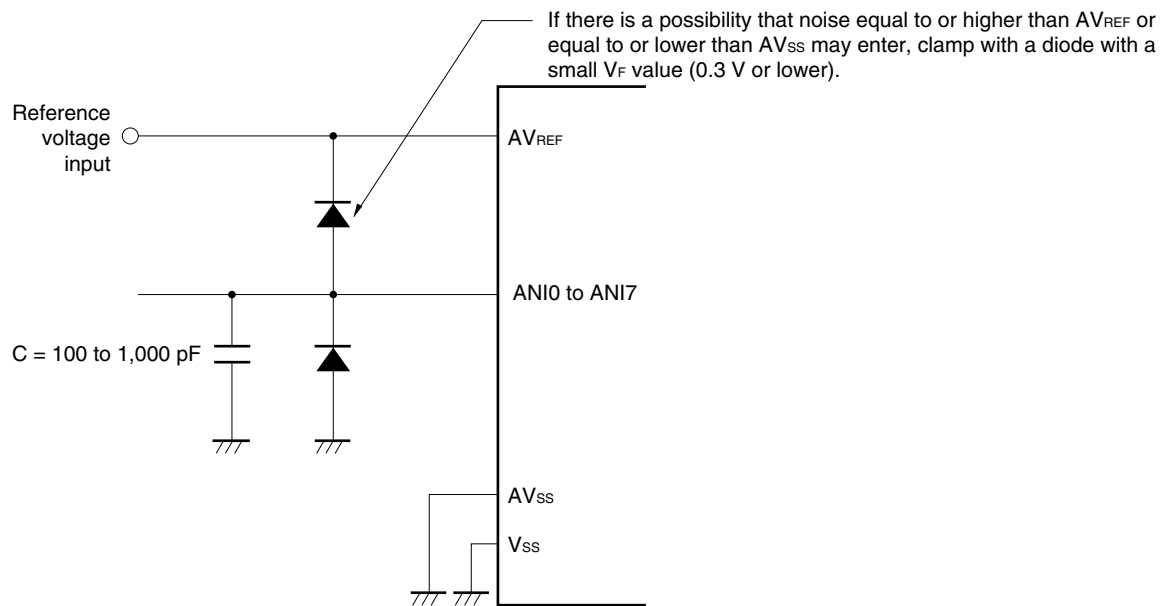 If there is a possibility that noise equal to or higher than AVREF or
equal to or lower than AVSS may enter, clamp with a diode with a
small VF value (0.3 V or lower).
Reference
voltage
input
AVREF
ANI0 to ANI7
C = 100 to 1,000 pF
AVSS
VSS